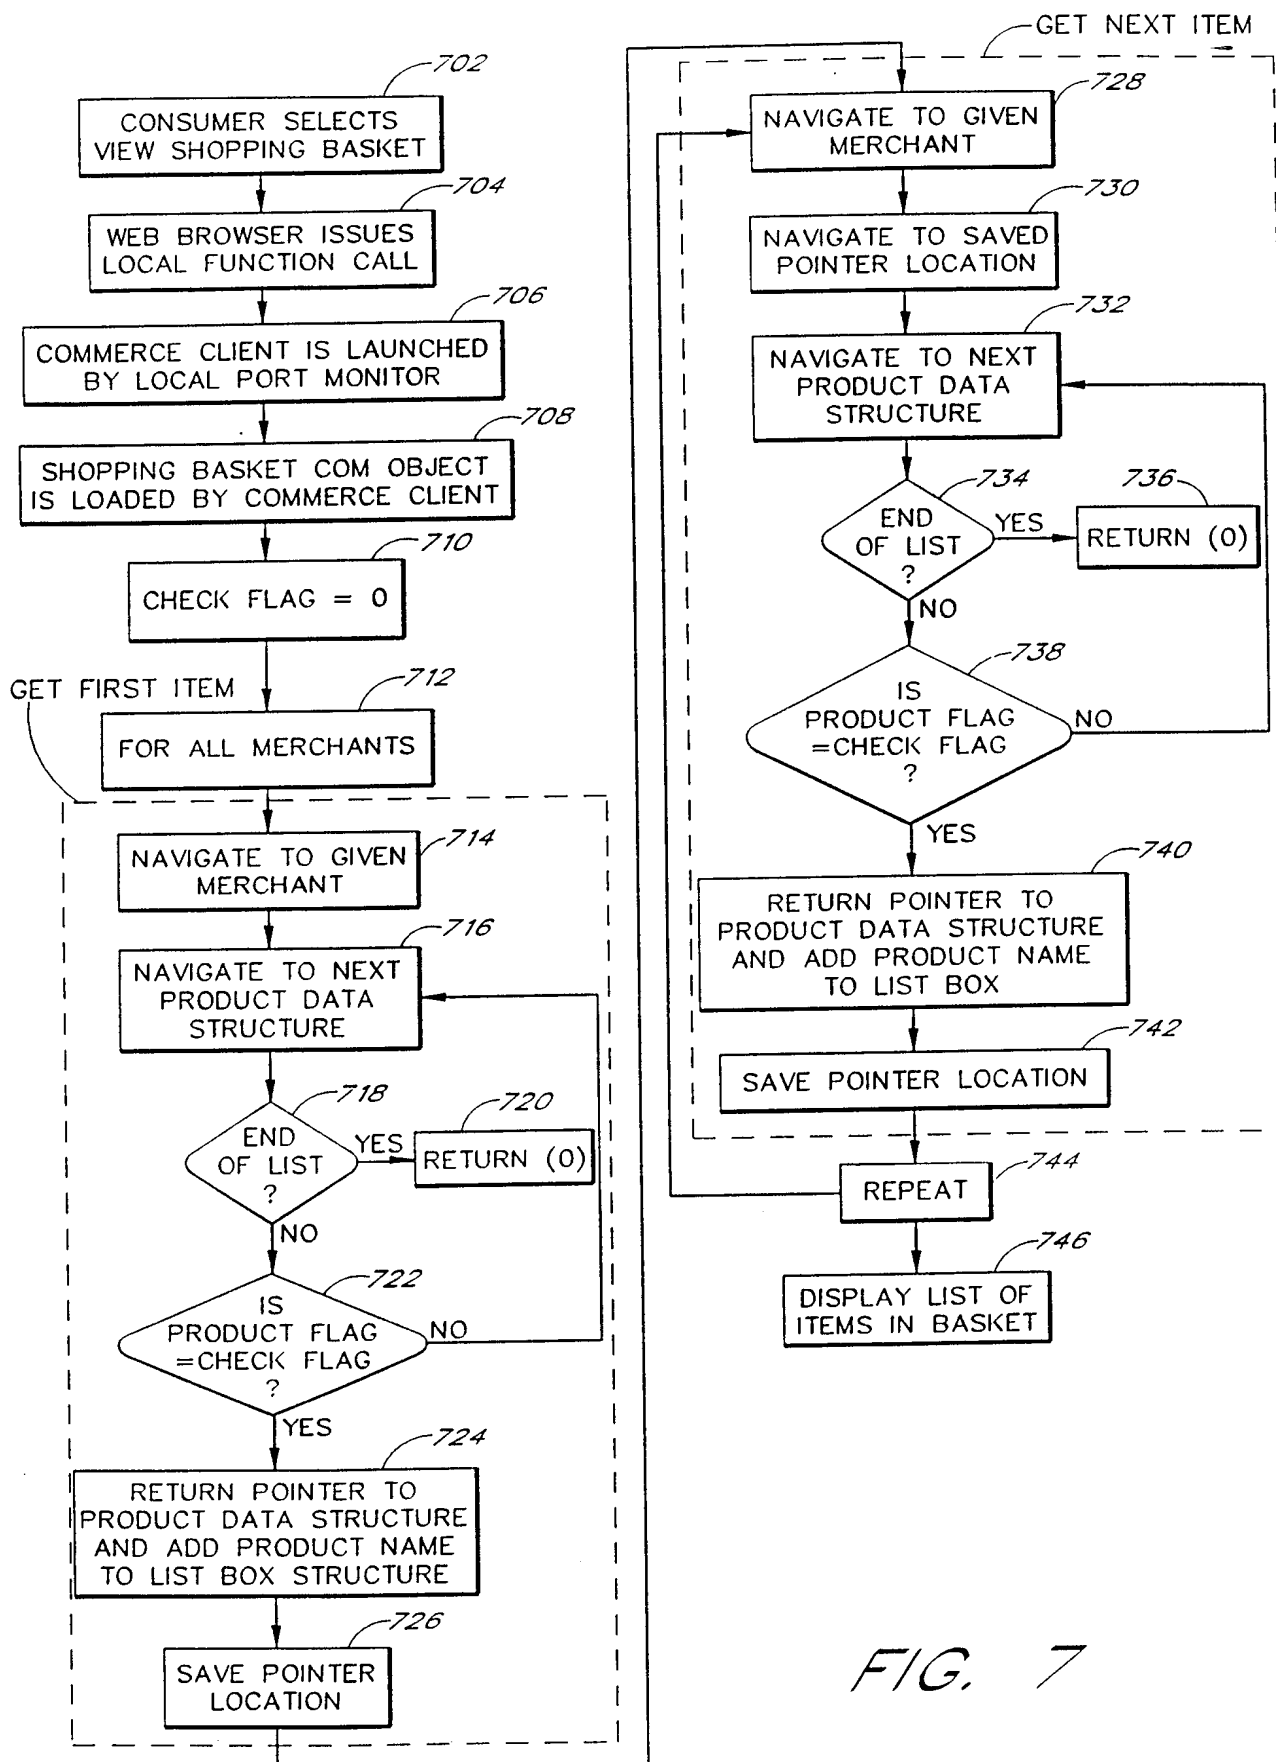 702
CONSUMER SELECTS
VIEW SHOPPING BASKET
704
WEB BROWSER ISSUES
LOCAL FUNCTION CALL
706
COMMERCE CLIENT IS LAUNCHED
BY LOCAL PORT MONITOR
708
SHOPPING BASKET COM OBJECT
IS LOADED BY COMMERCE CLIENT
710
CHECK FLAG = 0
GET FIRST ITEM
712
FOR ALL MERCHANTS
714
NAVIGATE TO GIVEN
MERCHANT
716
NAVIGATE TO NEXT
PRODUCT DATA
STRUCTURE
718
END
OF LIST
?
YES
720
RETURN (0)
NO
722
IS
PRODUCT FLAG
=CHECK FLAG
?
NO
YES
724
RETURN POINTER TO
PRODUCT DATA STRUCTURE
AND ADD PRODUCT NAME
TO LIST BOX STRUCTURE
726
SAVE POINTER
LOCATION
GET NEXT ITEM
728
NAVIGATE TO GIVEN
MERCHANT
730
NAVIGATE TO SAVED
POINTER LOCATION
732
NAVIGATE TO NEXT
PRODUCT DATA
STRUCTURE
734
END
OF LIST
?
YES
736
RETURN (0)
NO
738
IS
PRODUCT FLAG
=CHECK FLAG
?
NO
YES
740
RETURN POINTER TO
PRODUCT DATA STRUCTURE
AND ADD PRODUCT NAME
TO LIST BOX
742
SAVE POINTER LOCATION
744
REPEAT
746
DISPLAY LIST OF
ITEMS IN BASKET
FIG. 7